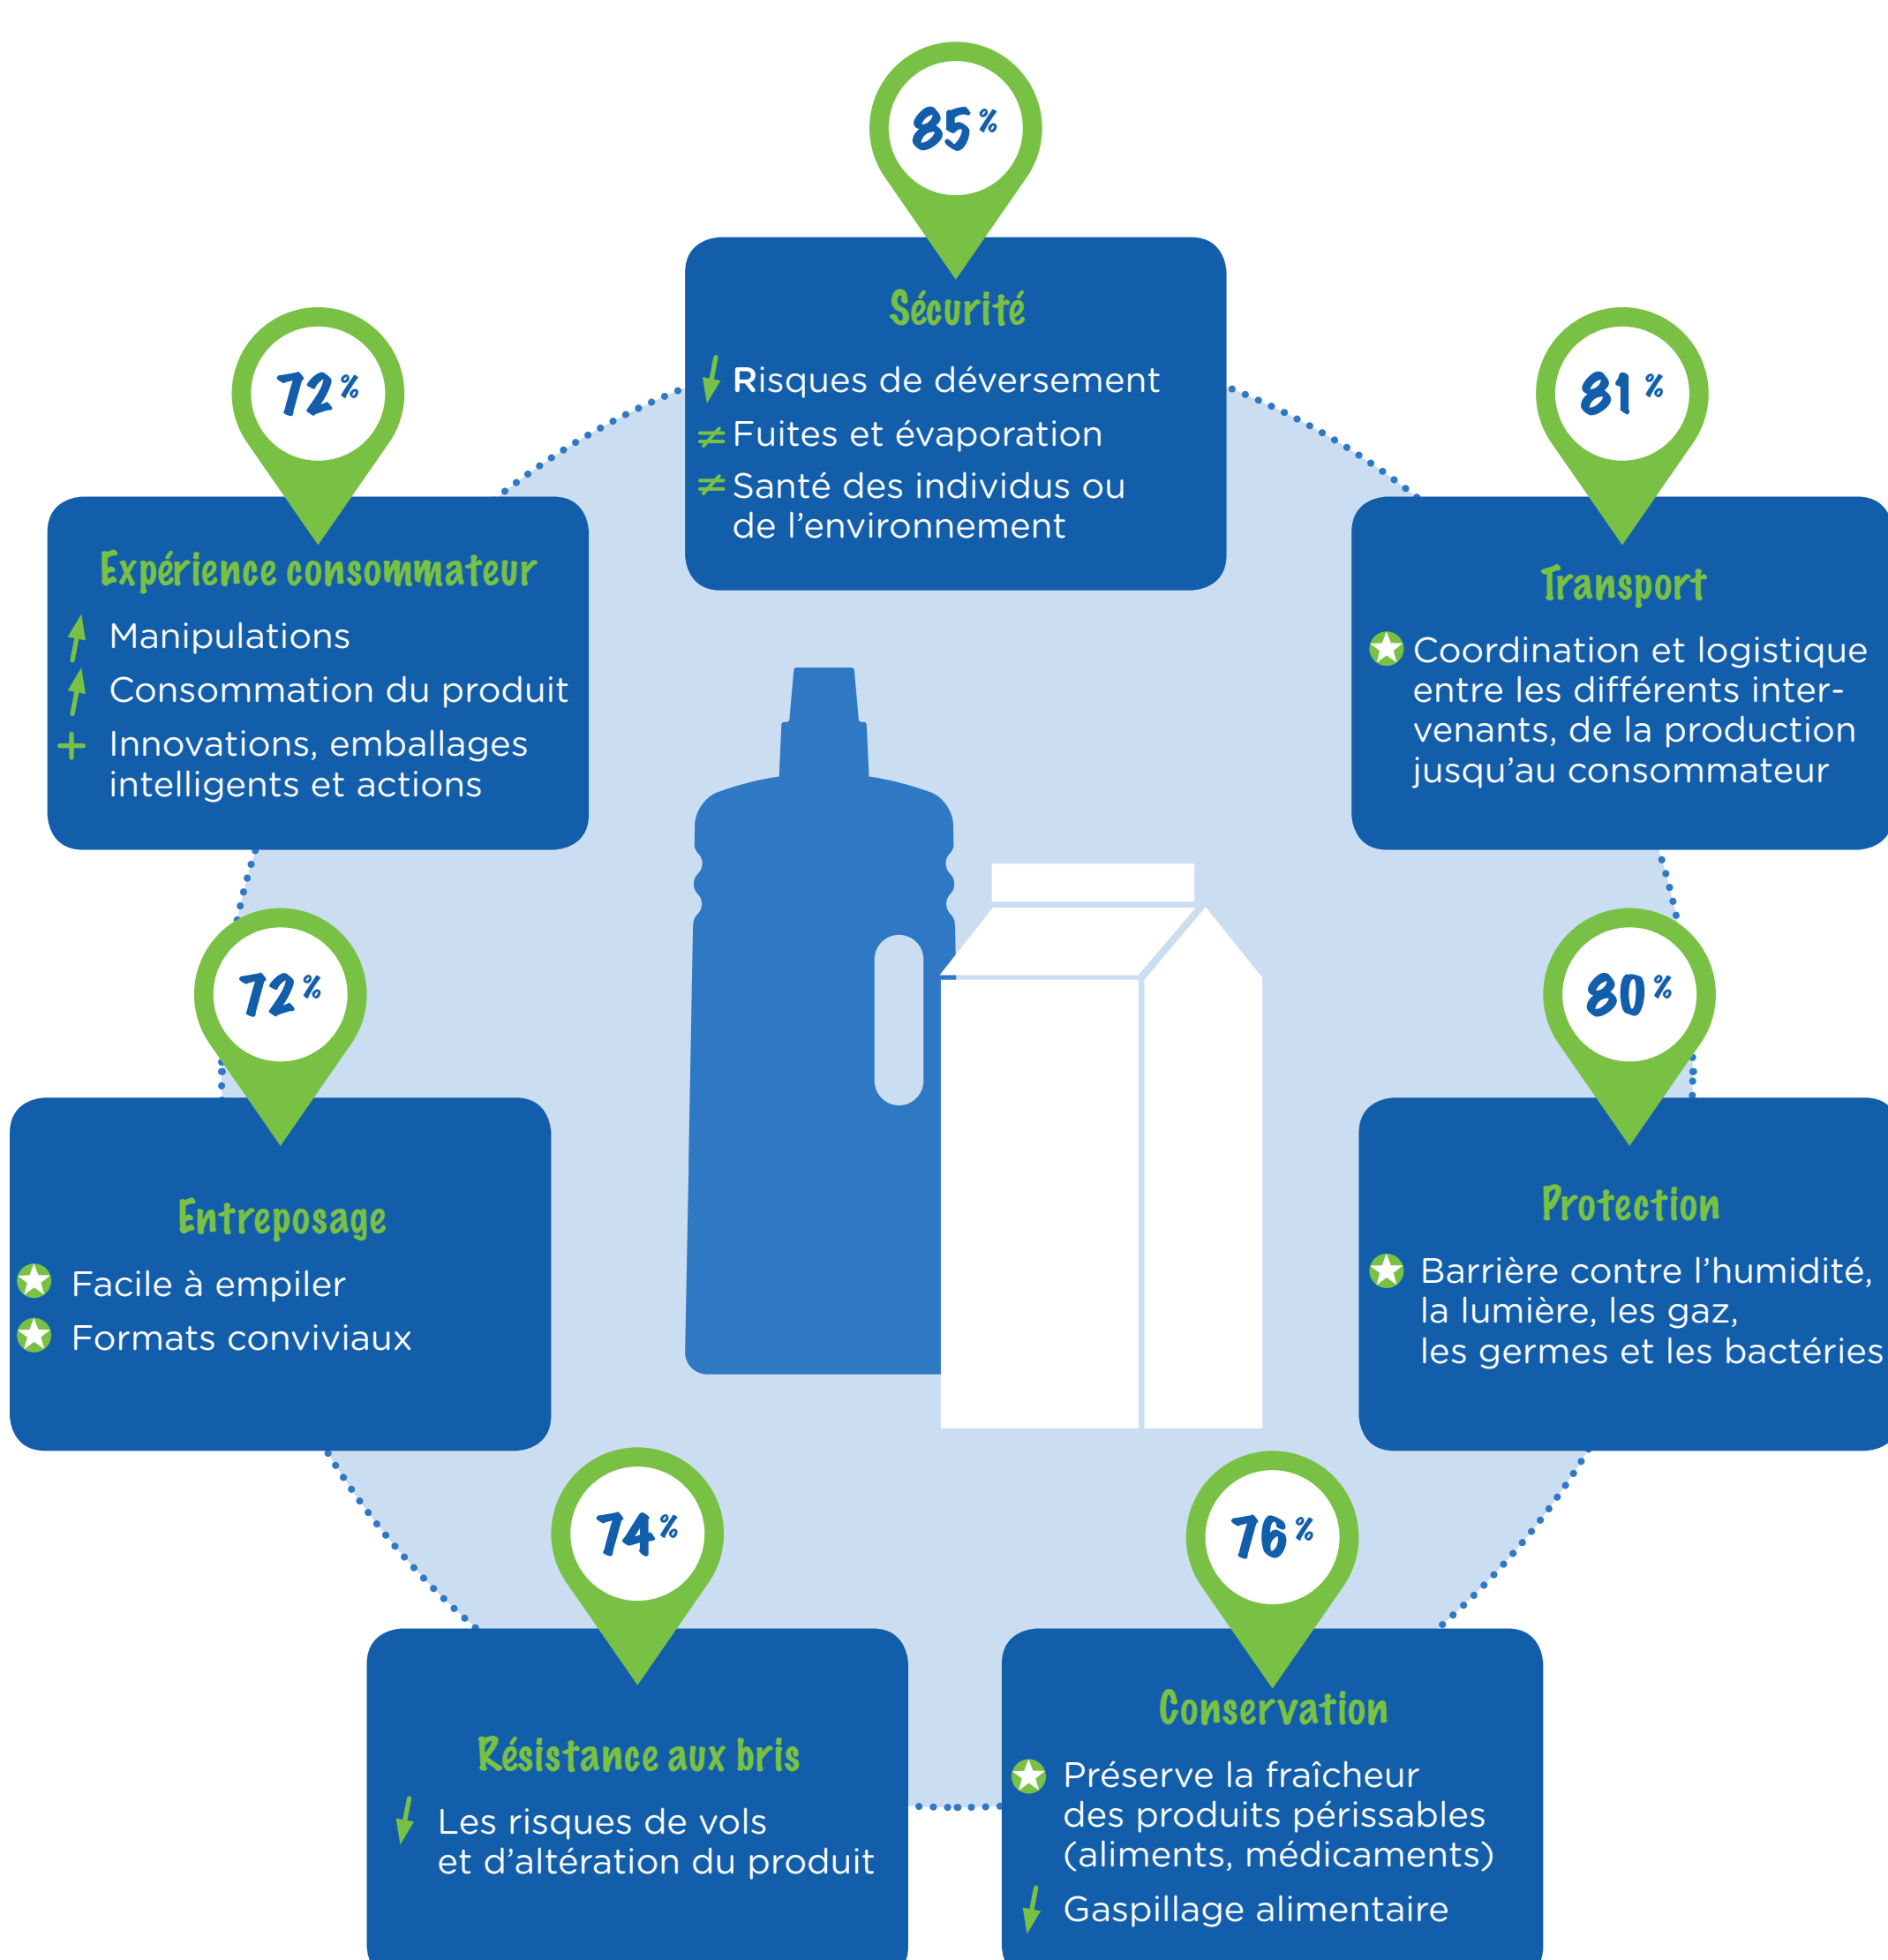 85%
Sécurité
Risques de déversement
≠ Fuites et évaporation
≠ Santé des individus ou
de l'environnement
81%
Transport
Coordination et logistique
entre les différents inter-
venants, de la production
jusqu'au consommateur
80%
Protection
Barrière contre l'humidité,
la lumière, les gaz,
les germes et les bactéries
76%
Conservation
Préserve la fraîcheur
des produits périssables
(aliments, médicaments)
Gaspillage alimentaire
74%
Résistance aux bris
Les risques de vols
et d'altération du produit
72%
Entreposage
Facile à empiler
Formats conviviaux
72%
Expérience consommateur
Manipulations
Consommation du produit
+ Innovations, emballages
intelligents et actions